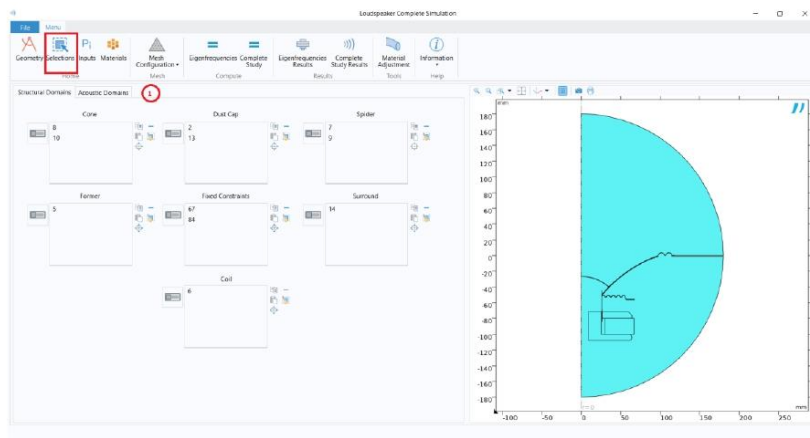 Loudspeaker Complete Simulation
File Menu
Geometry Selections Inputs Materials Mesh Configuration Eigenfrequencies Complete Study Eigenfrequencies Results Complete Study Results Material Adjustment Information
Pi
Home Mesh Compute Results Tools Help
Structural Domains Acoustic Domains 1
Cone Dust Cap Spider
8 2 7
10 13 9
Former Fixed Constraints Surround
5 67 14
84
Coil
6
mm
180
160
140
120
100
80
60
40
20
0
-20
-40
-60
-80
-100
-120
-140
-160
-180
r=0
mm
-100 -50 0 50 100 150 200 250